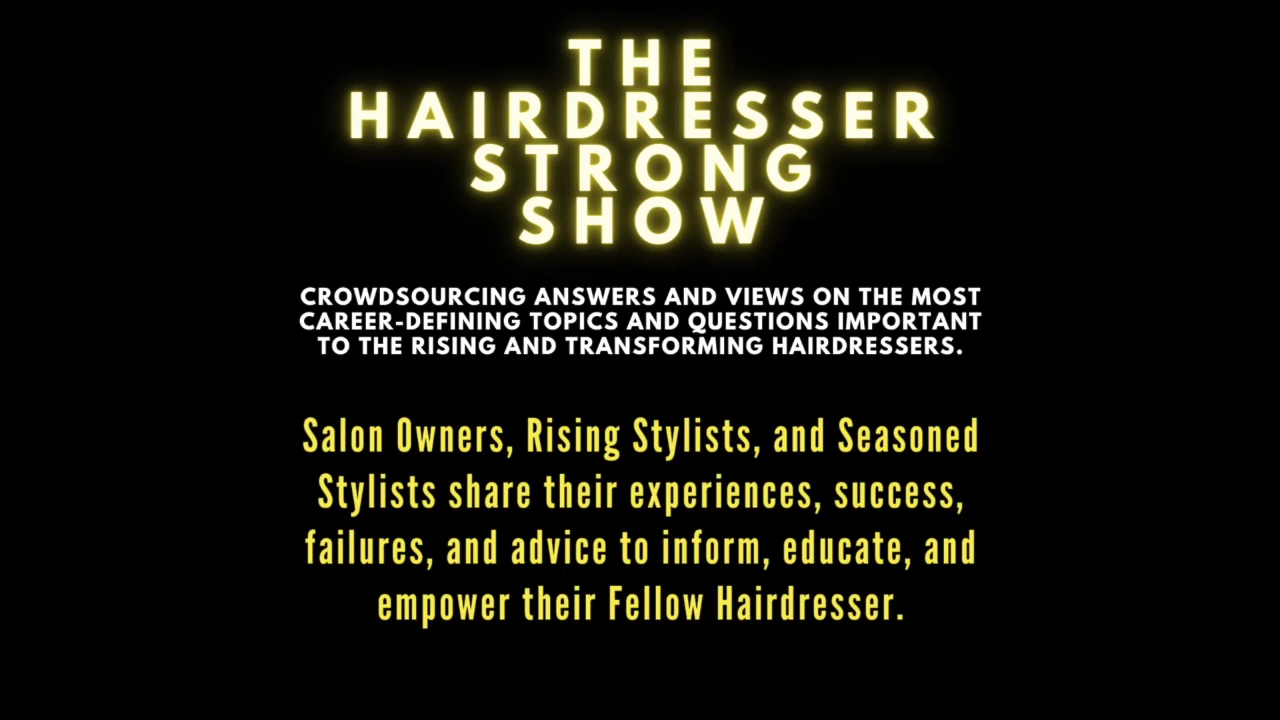 THE
HAIRDRESSER
STRONG
SHOW
CROWDSOURCING ANSWERS AND VIEWS ON THE MOST
CAREER-DEFINING TOPICS AND QUESTIONS IMPORTANT
TO THE RISING AND TRANSFORMING HAIRDRESSERS.
Salon Owners, Rising Stylists, and Seasoned
Stylists share their experiences, success,
failures, and advice to inform, educate, and
empower their Fellow Hairdresser.